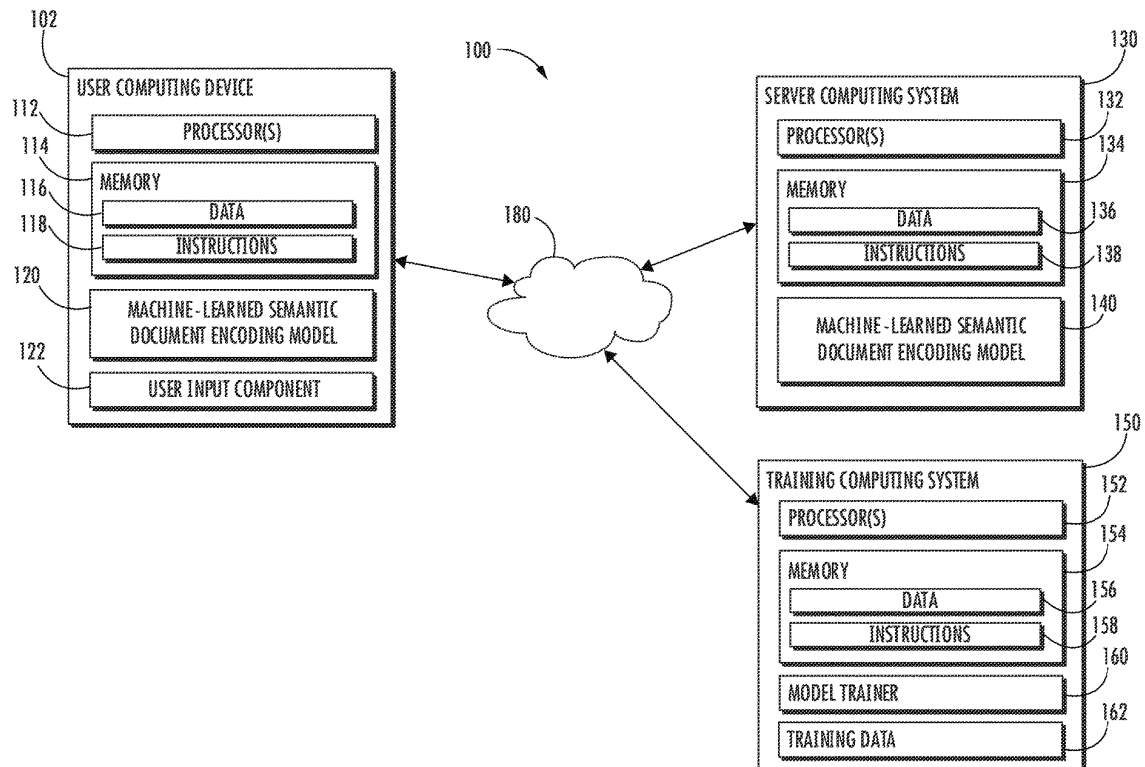 100
102
USER COMPUTING DEVICE
112
PROCESSOR(S)
114
MEMORY
116
DATA
118
INSTRUCTIONS
120
MACHINE-LEARNED SEMANTIC
DOCUMENT ENCODING MODEL
122
USER INPUT COMPONENT
180
130
SERVER COMPUTING SYSTEM
132
PROCESSOR(S)
134
MEMORY
DATA
136
INSTRUCTIONS
138
140
MACHINE-LEARNED SEMANTIC
DOCUMENT ENCODING MODEL
150
TRAINING COMPUTING SYSTEM
152
PROCESSOR(S)
154
MEMORY
DATA
156
INSTRUCTIONS
158
160
MODEL TRAINER
162
TRAINING DATA